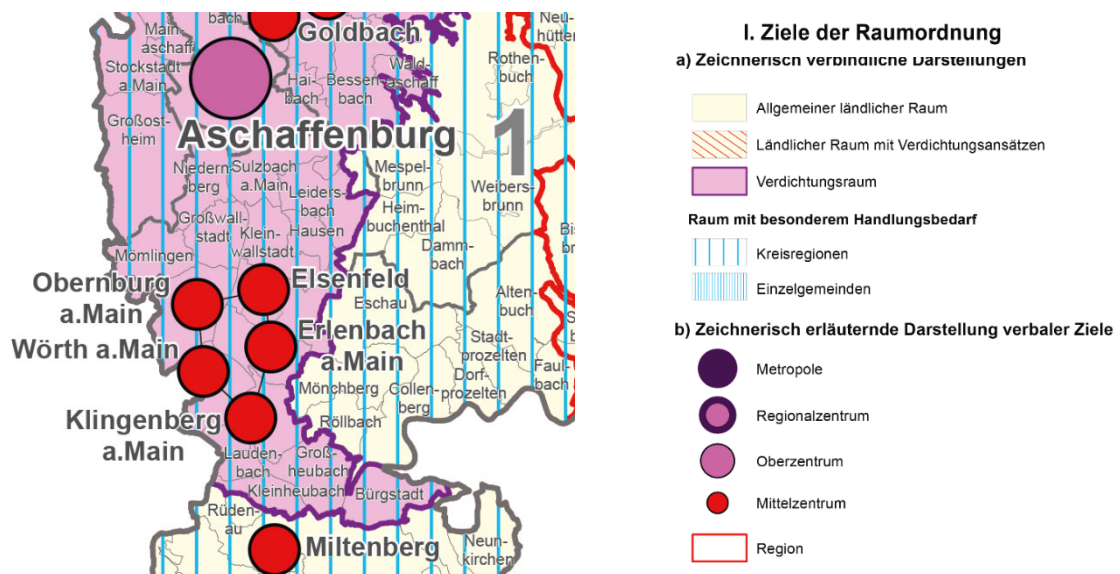 bach
Goldbach
Main-
aschaff
Stockstadt
a.Main
Großost-
heim
Hai-
bach
Bessen-
bach
Wald-
aschaff
Neu-
hütten
Rothen-
buch
Aschaffenburg
1
Niedern-
berg
Sulzbach
a.Main
Leiders-
bach
Hausen
Mespel-
brunn
Heim-
buchenthal
Weibers-
brunn
Großwall-
stadt
Klein-
wallstadt
Mömlingen
Damm-
bach
Obernburg
a.Main
Elsenfeld
Eschau
Alten-
buch
Wörth a.Main
Erlenbach
a.Main
Stadt-
prozelten
Dorf-
prozelten
Faul-
bach
Mönchberg
Collen-
berg
Röllbach
Klingenberg
a.Main
Lauden-
bach
Groß-
heubach
Kleinheubach
Bürgstadt
Rüden-
au
Miltenberg
Neun-
kirchen
I. Ziele der Raumordnung
a) Zeichnerisch verbindliche Darstellungen
Allgemeiner ländlicher Raum
Ländlicher Raum mit Verdichtungsansätzen
Verdichtungsraum
Raum mit besonderem Handlungsbedarf
Kreisregionen
Einzelgemeinden
b) Zeichnerisch erläuternde Darstellung verbaler Ziele
Metropole
Regionalzentrum
Oberzentrum
Mittelzentrum
Region